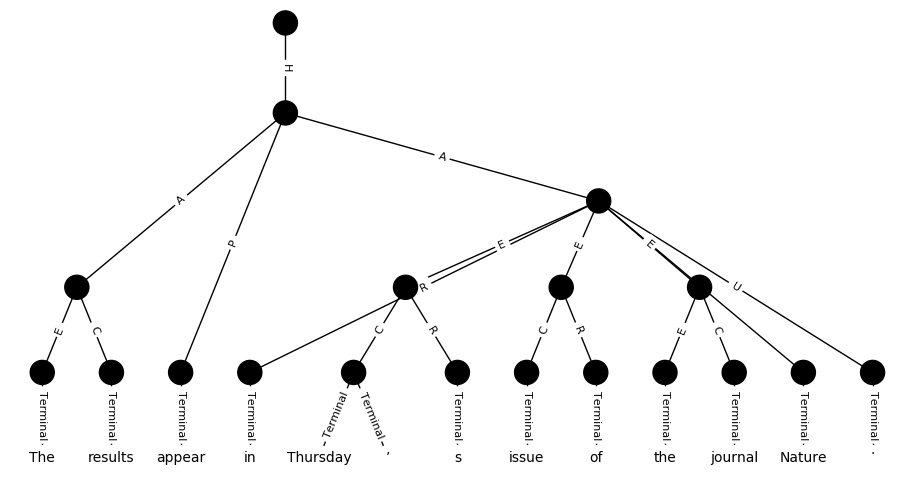 H
A
A
P
E
R
E
E
U
E
C
C
R
C
R
E
C
Terminal Terminal Terminal Terminal Terminal Terminal Terminal Terminal Terminal Terminal Terminal Terminal Terminal
The results appear in Thursday ' s issue of the journal Nature .